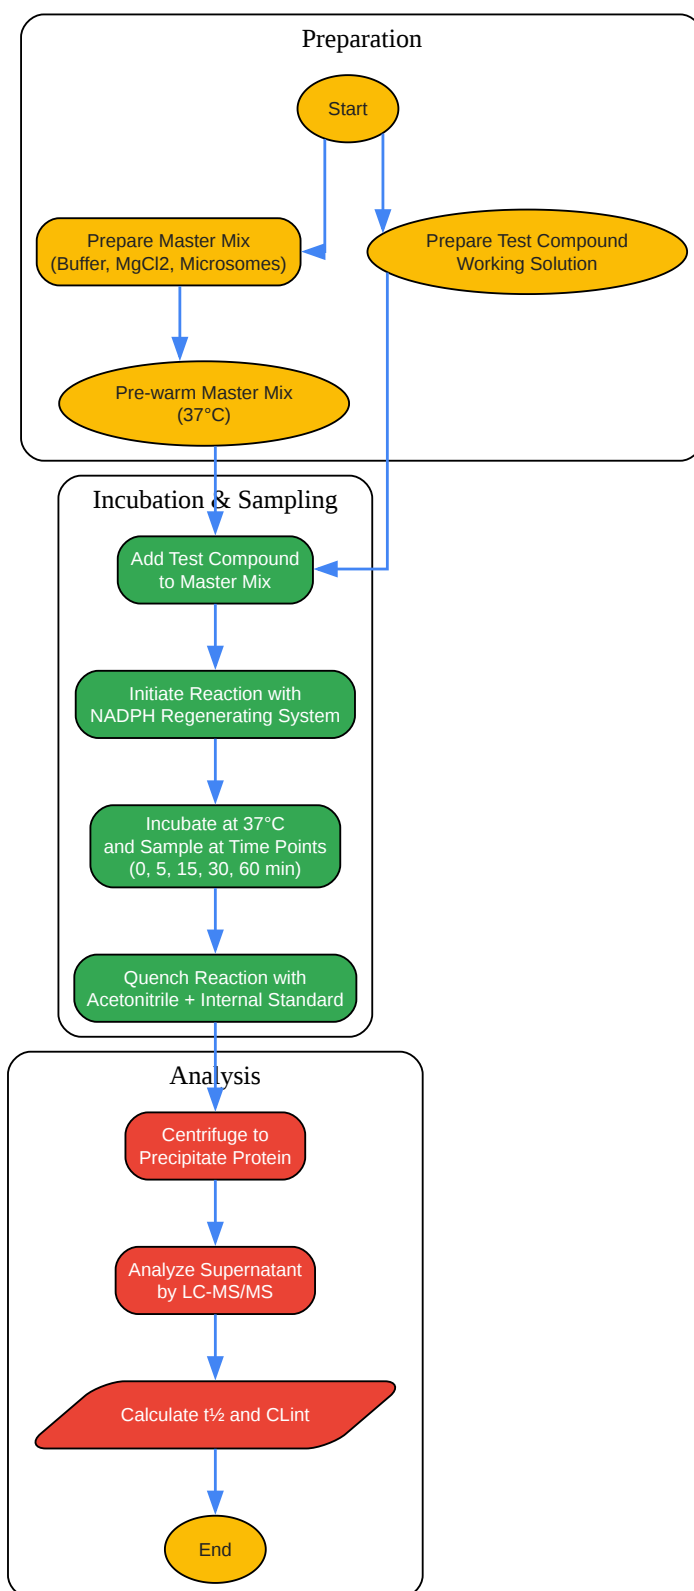 Preparation
Start
Prepare Master Mix
(Buffer, MgCl2, Microsomes)
Prepare Test Compound
Working Solution
Pre-warm Master Mix
(37°C)
Incubation & Sampling
Add Test Compound
to Master Mix
Initiate Reaction with
NADPH Regenerating System
Incubate at 37°C
and Sample at Time Points
(0, 5, 15, 30, 60 min)
Quench Reaction with
Acetonitrile + Internal Standard
Analysis
Centrifuge to
Precipitate Protein
Analyze Supernatant
by LC-MS/MS
Calculate t½ and CLint
End